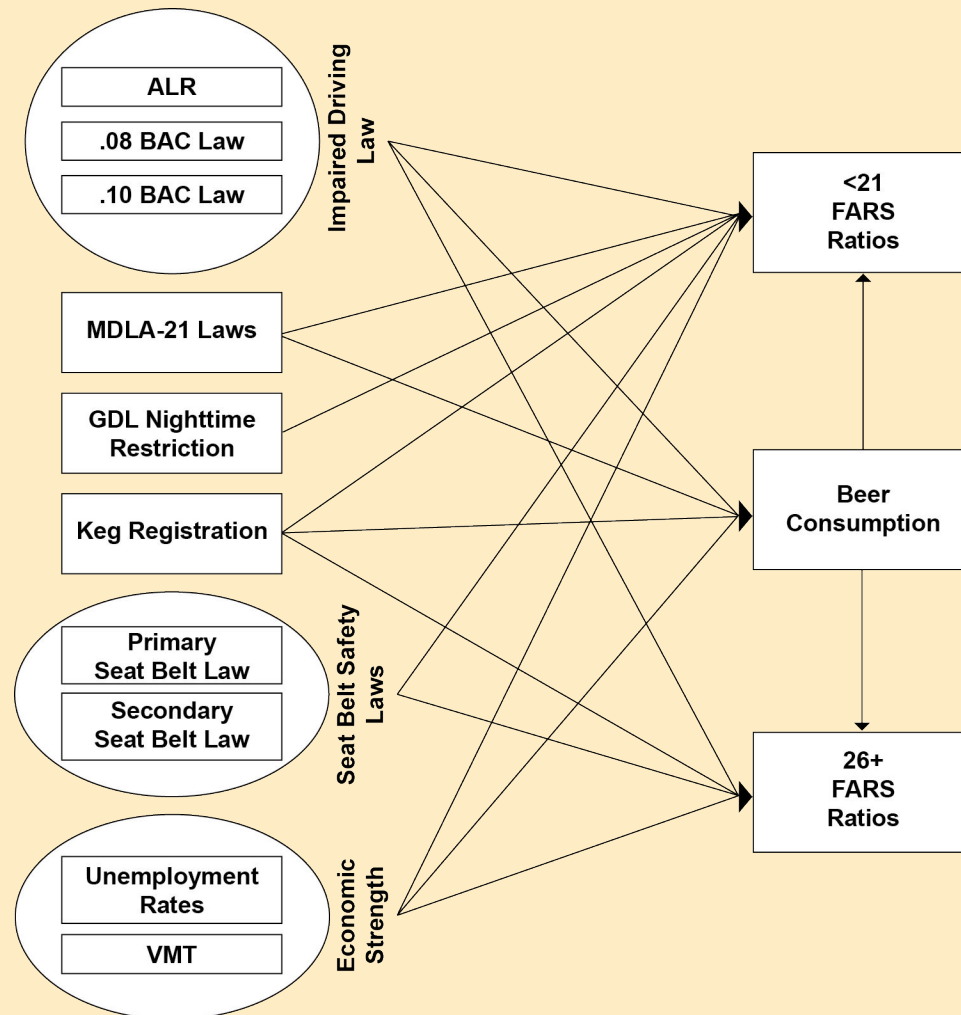 ALR
.08 BAC Law
.10 BAC Law
Impaired Driving
Law
MDLA-21 Laws
GDL Nighttime
Restriction
Keg Registration
Primary
Seat Belt Law
Secondary
Seat Belt Law
Seat Belt Safety
Laws
Unemployment
Rates
VMT
Economic
Strength
<21
FARS
Ratios
Beer
Consumption
26+
FARS
Ratios